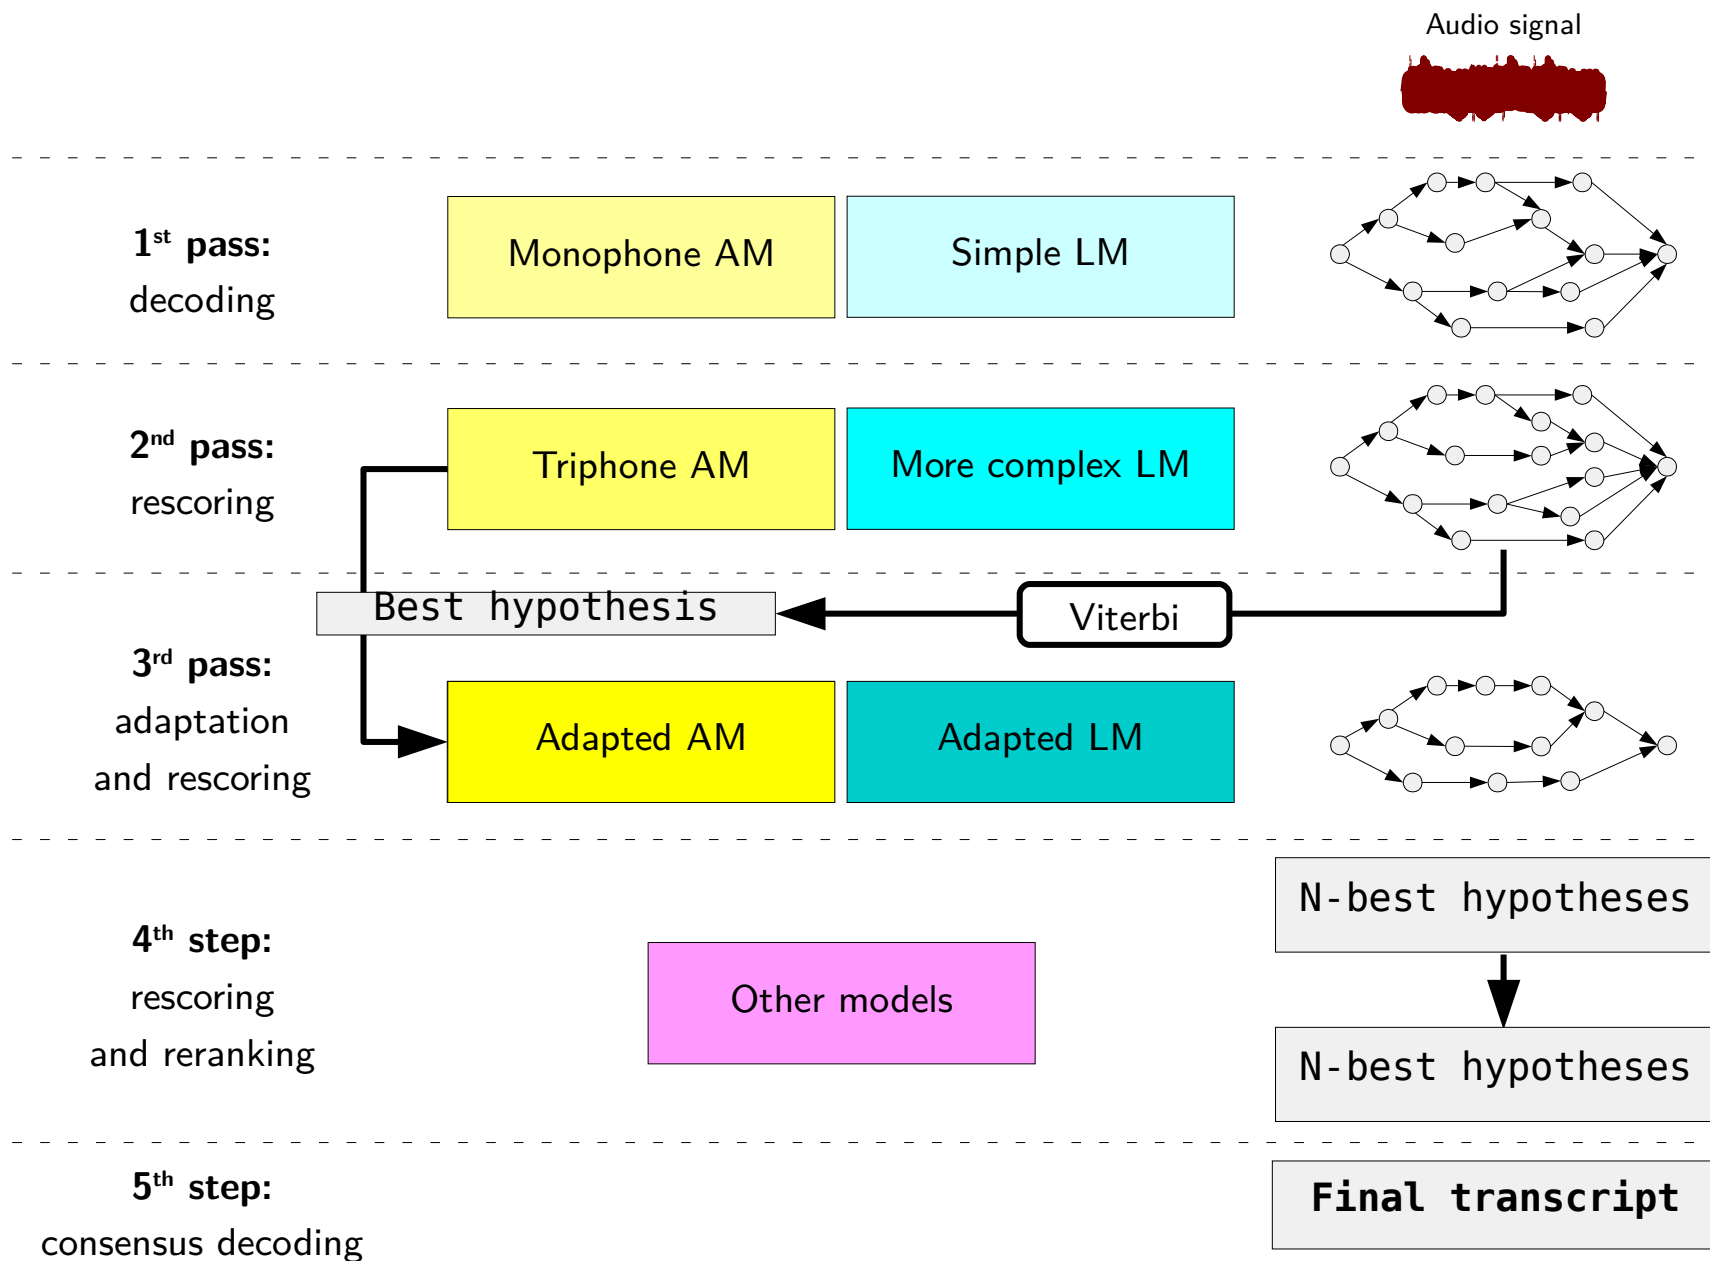 Audio signal
1st pass:
decoding
Monophone AM
Simple LM
2nd pass:
rescoring
Triphone AM
More complex LM
Best hypothesis
Viterbi
3rd pass:
adaptation
and rescoring
Adapted AM
Adapted LM
4th step:
rescoring
and reranking
Other models
N-best hypotheses
N-best hypotheses
5th step:
consensus decoding
Final transcript